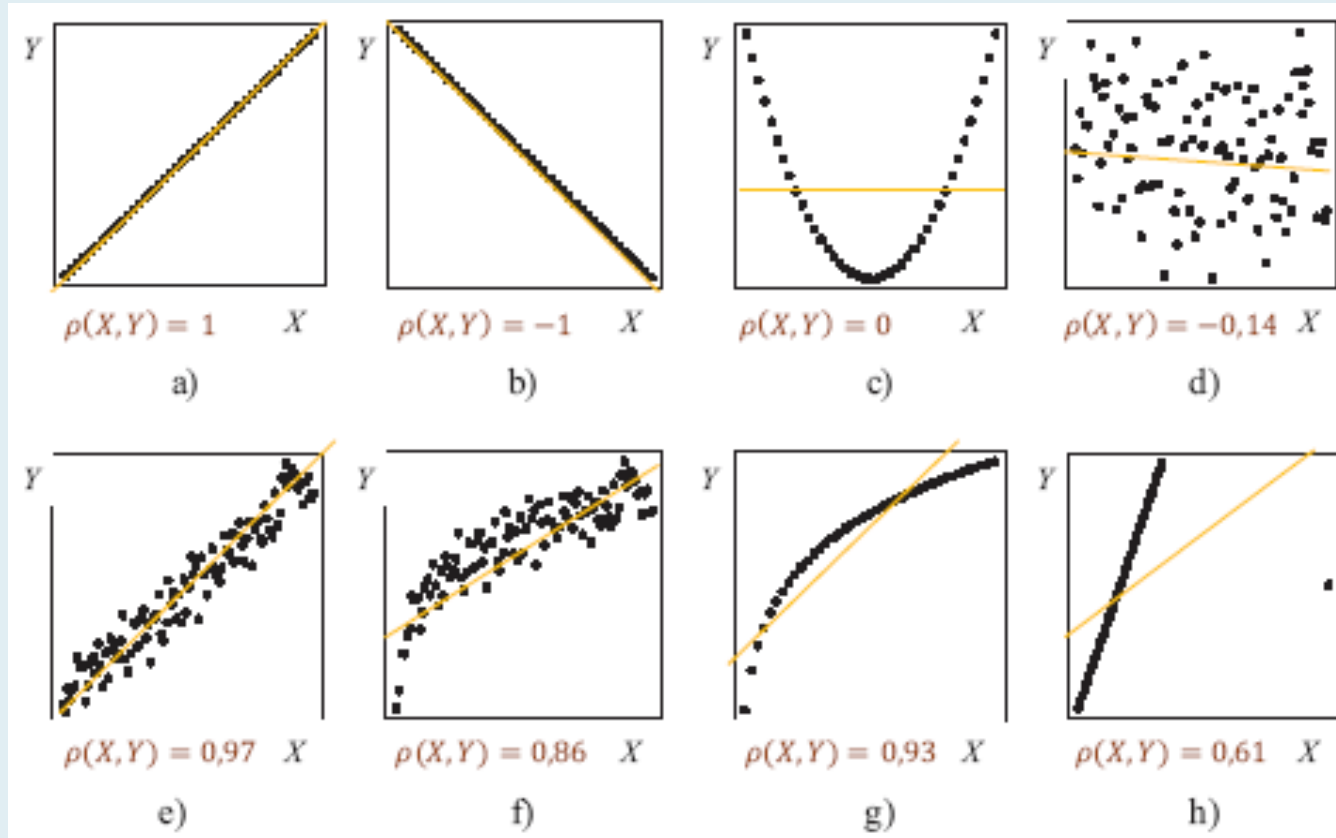 Y Y Y Y
ρ(X,Y) = 1 X ρ(X,Y) = −1 X ρ(X,Y) = 0 X ρ(X,Y) = −0,14 X
a) b) c) d)
Y Y Y Y
ρ(X,Y) = 0,97 X ρ(X,Y) = 0,86 X ρ(X,Y) = 0,93 X ρ(X,Y) = 0,61 X
e) f) g) h)